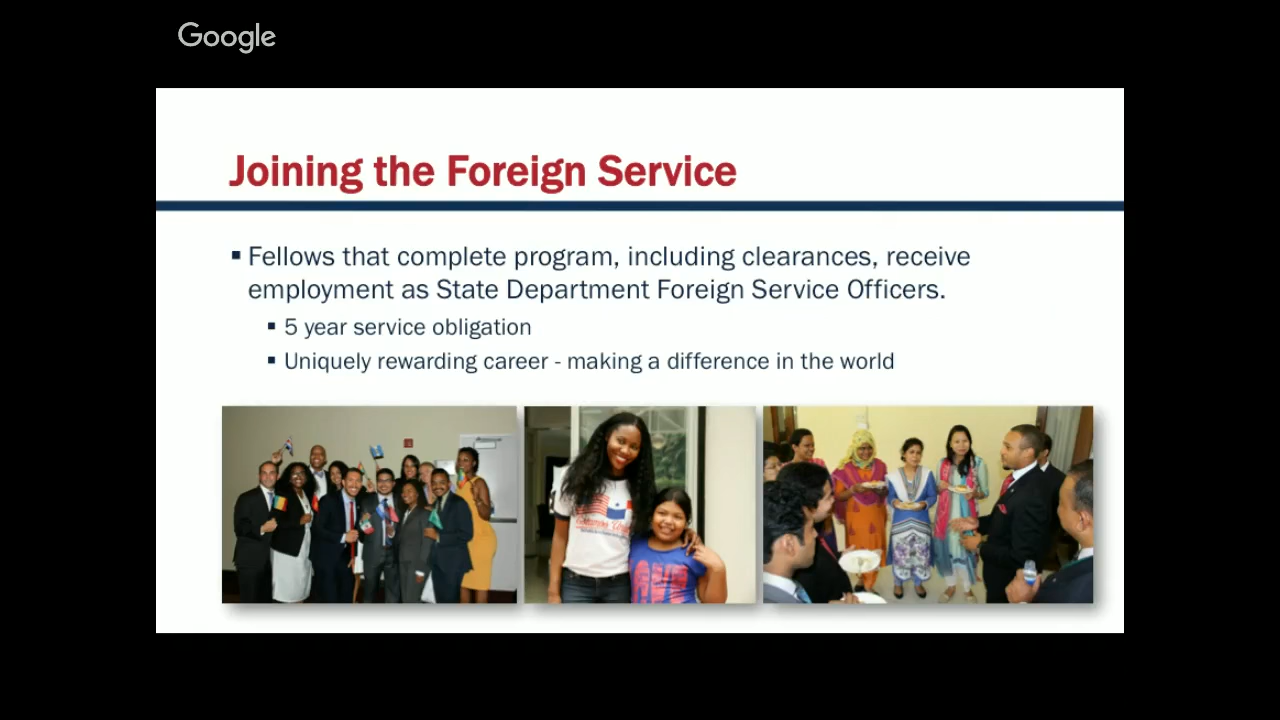 Google
Joining the Foreign Service
▪ Fellows that complete program, including clearances, receive
employment as State Department Foreign Service Officers.
▪ 5 year service obligation
▪ Uniquely rewarding career - making a difference in the world